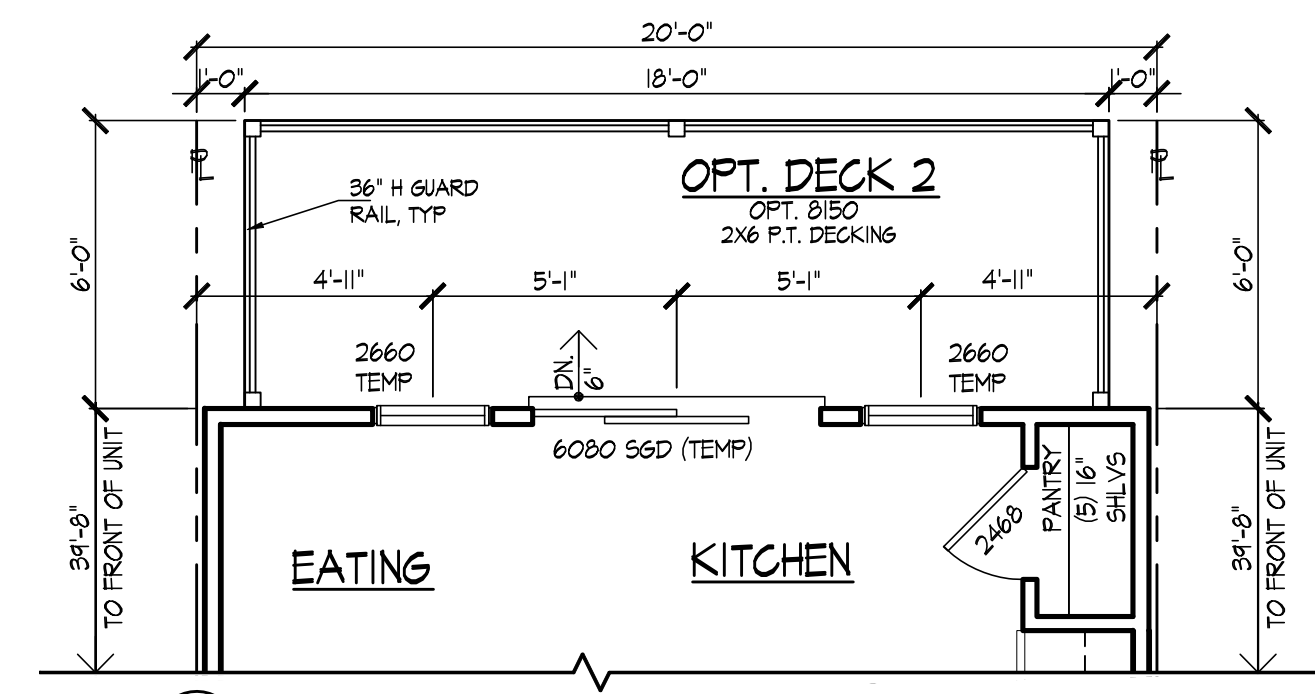 20'-0"
1'-0"
18'-0"
1'-0"
PL
PL
OPT. DECK 2
OPT. 8150
2X6 P.T. DECKING
36" H GUARD
RAIL, TYP
6'-0"
6'-0"
4'-11"
5'-1"
5'-1"
4'-11"
2660
TEMP
DN.
6"
2660
TEMP
6080 SGD (TEMP)
39'-8"
TO FRONT OF UNIT
EATING
KITCHEN
2468
PANTRY
(5) 16"
SHLVS
39'-8"
TO FRONT OF UNIT